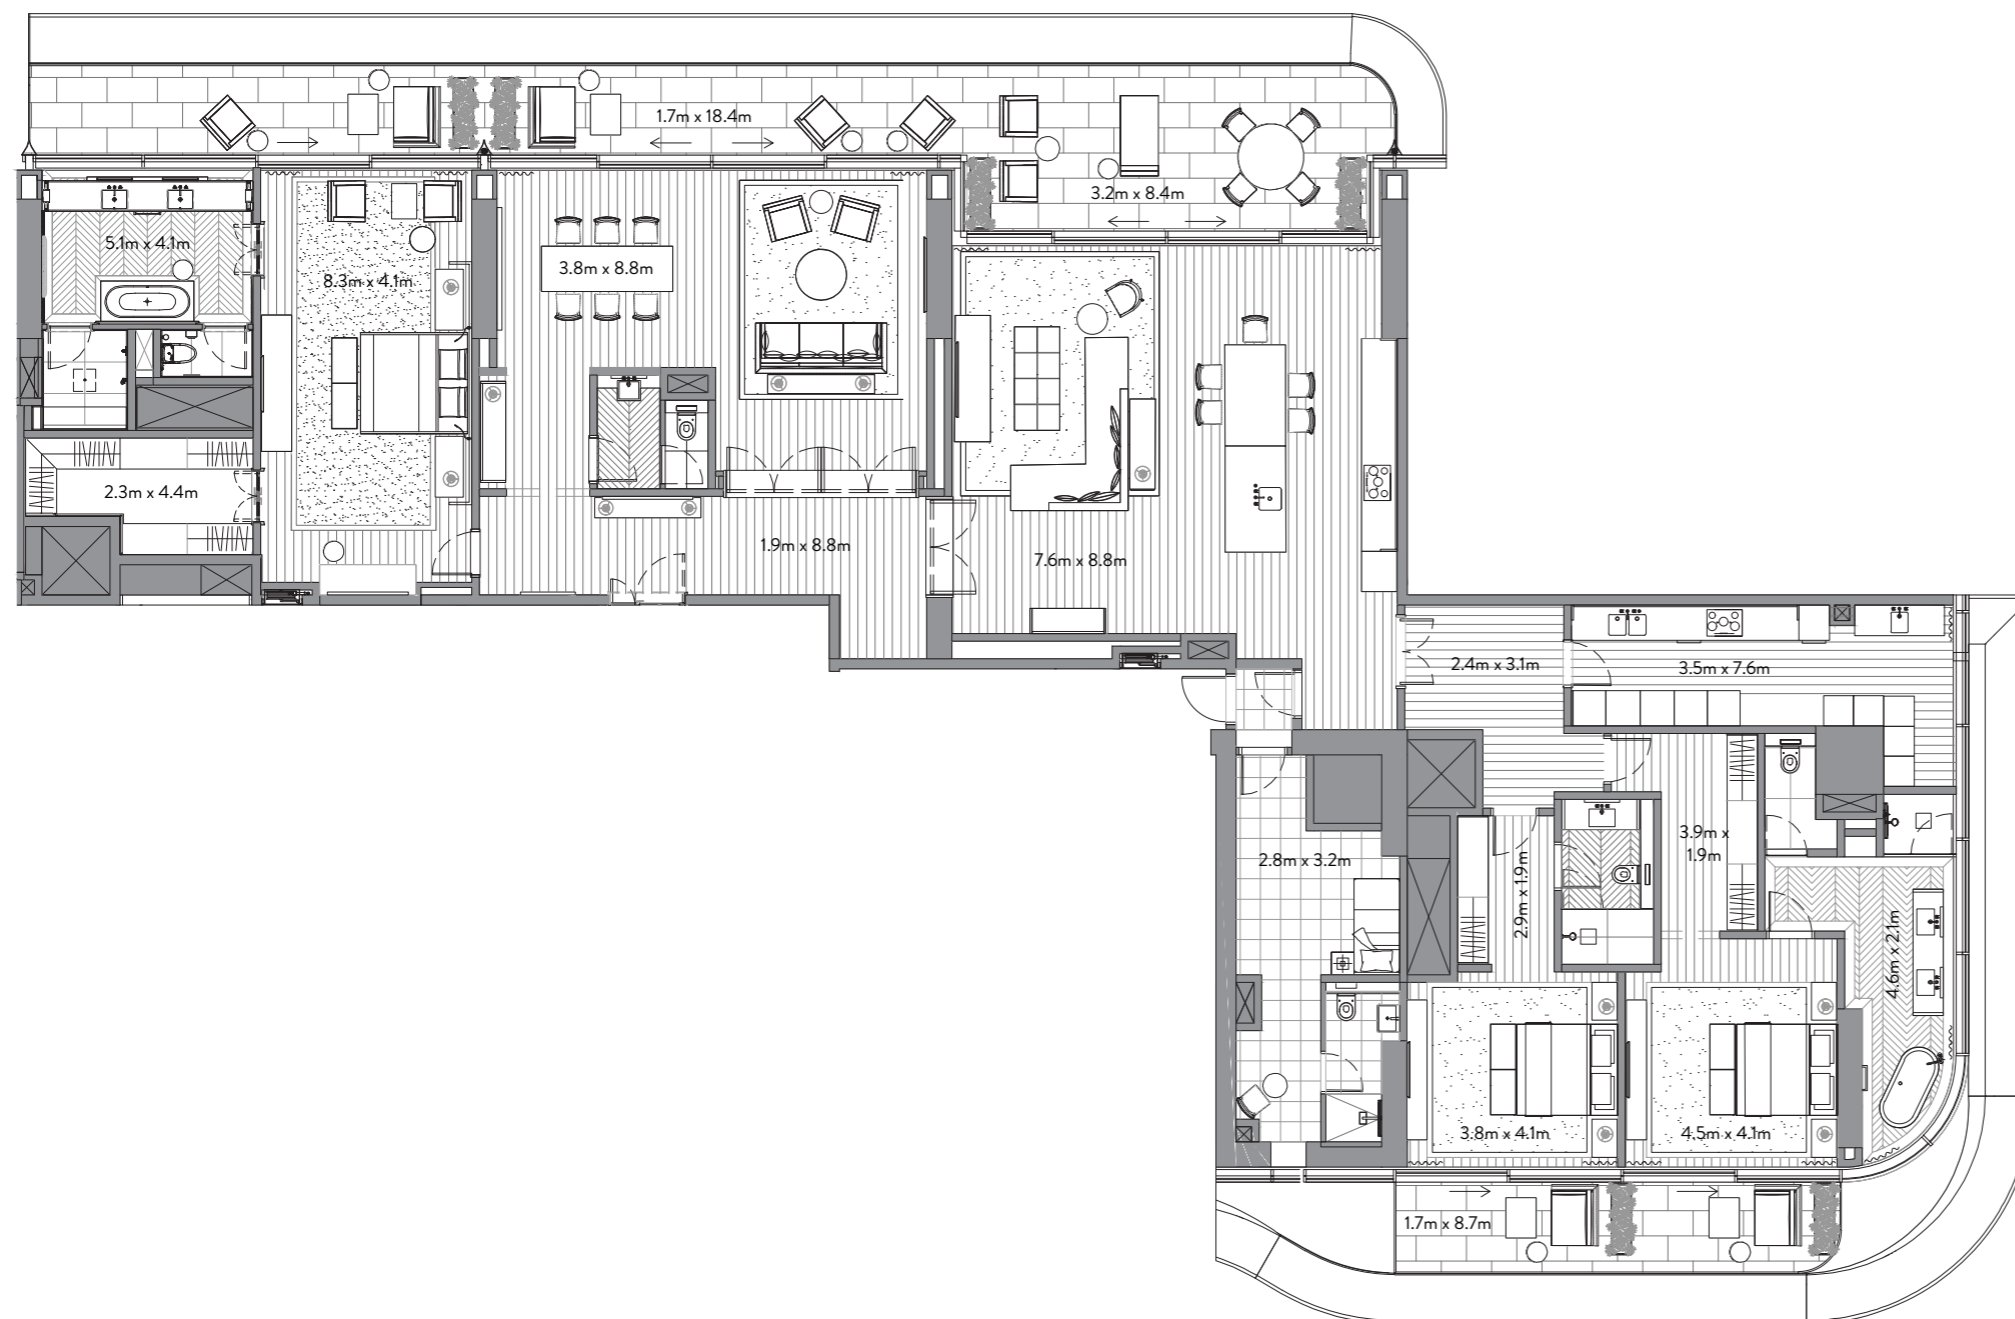 1.7m x 18.4m
3.2m x 8.4m
5.1m x 4.1m
8.3m x 4.1m
3.8m x 8.8m
2.3m x 4.4m
1.9m x 8.8m
7.6m x 8.8m
2.4m x 3.1m
3.5m x 7.6m
2.8m x 3.2m
2.9m x 1.9m
3.9m x
1.9m
4.6m x 2.1m
3.8m x 4.1m
4.5m x 4.1m
1.7m x 8.7m